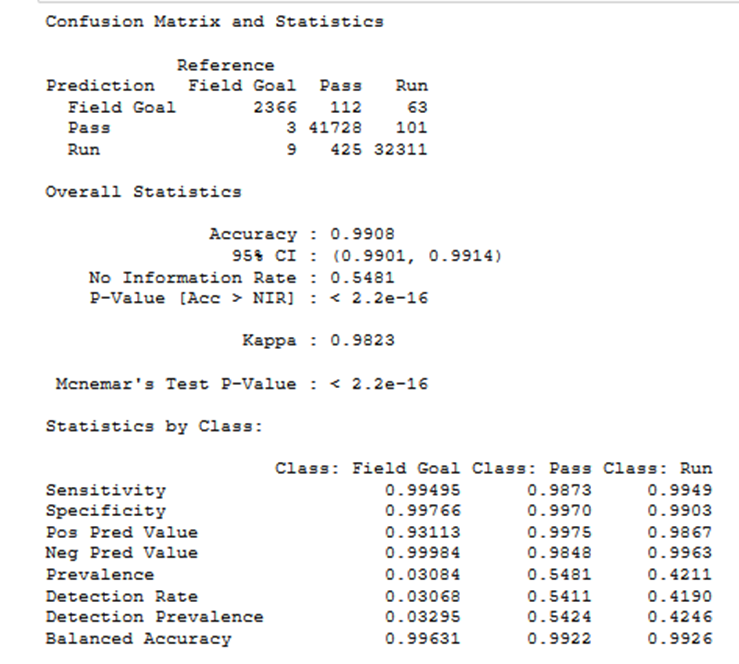 Confusion Matrix and Statistics
Reference
Prediction Field Goal Pass Run
Field Goal 2366 112 63
Pass 3 41728 101
Run 9 425 32311
Overall Statistics
Accuracy : 0.9908
95% CI : (0.9901, 0.9914)
No Information Rate : 0.5481
P-Value [Acc > NIR] : < 2.2e-16
Kappa : 0.9823
Mcnemar's Test P-Value : < 2.2e-16
Statistics by Class:
Class: Field Goal Class: Pass Class: Run
Sensitivity 0.99495 0.9873 0.9949
Specificity 0.99766 0.9970 0.9903
Pos Pred Value 0.93113 0.9975 0.9867
Neg Pred Value 0.99984 0.9848 0.9963
Prevalence 0.03084 0.5481 0.4211
Detection Rate 0.03068 0.5411 0.4190
Detection Prevalence 0.03295 0.5424 0.4246
Balanced Accuracy 0.99631 0.9922 0.9926